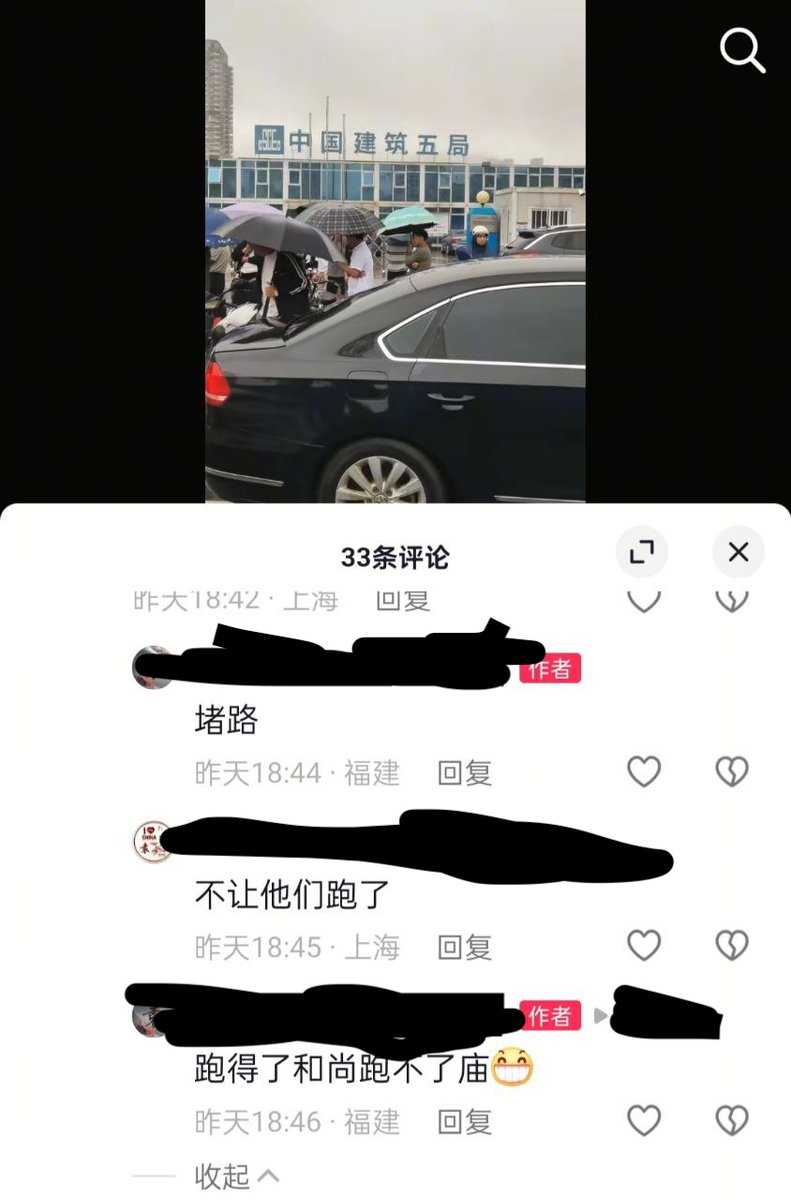 中国建筑五局
33条评论
昨天18:42 · 上海 回复
作者
堵路
昨天18:44 · 福建 回复
不让他们跑了
昨天18:45 · 上海 回复
作者
跑得了和尚跑不了庙😁
昨天18:46 · 福建 回复
收起